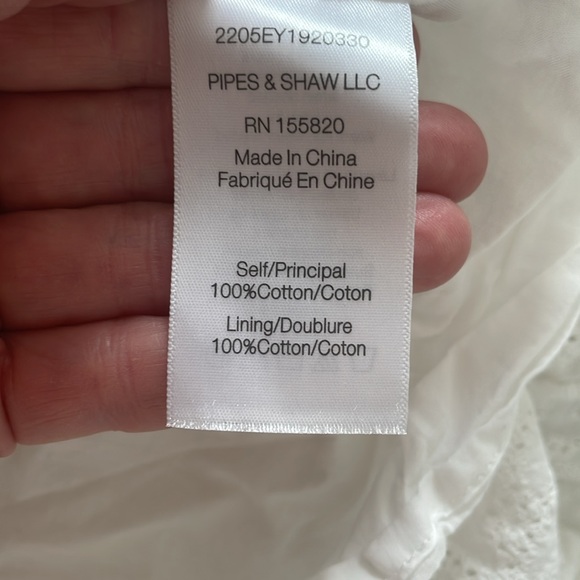 2205EY1920330
PIPES & SHAW LLC
RN 155820
Made In China
Fabriqué En Chine
Self/Principal
100%Cotton/Coton
Lining/Doublure
100%Cotton/Coton